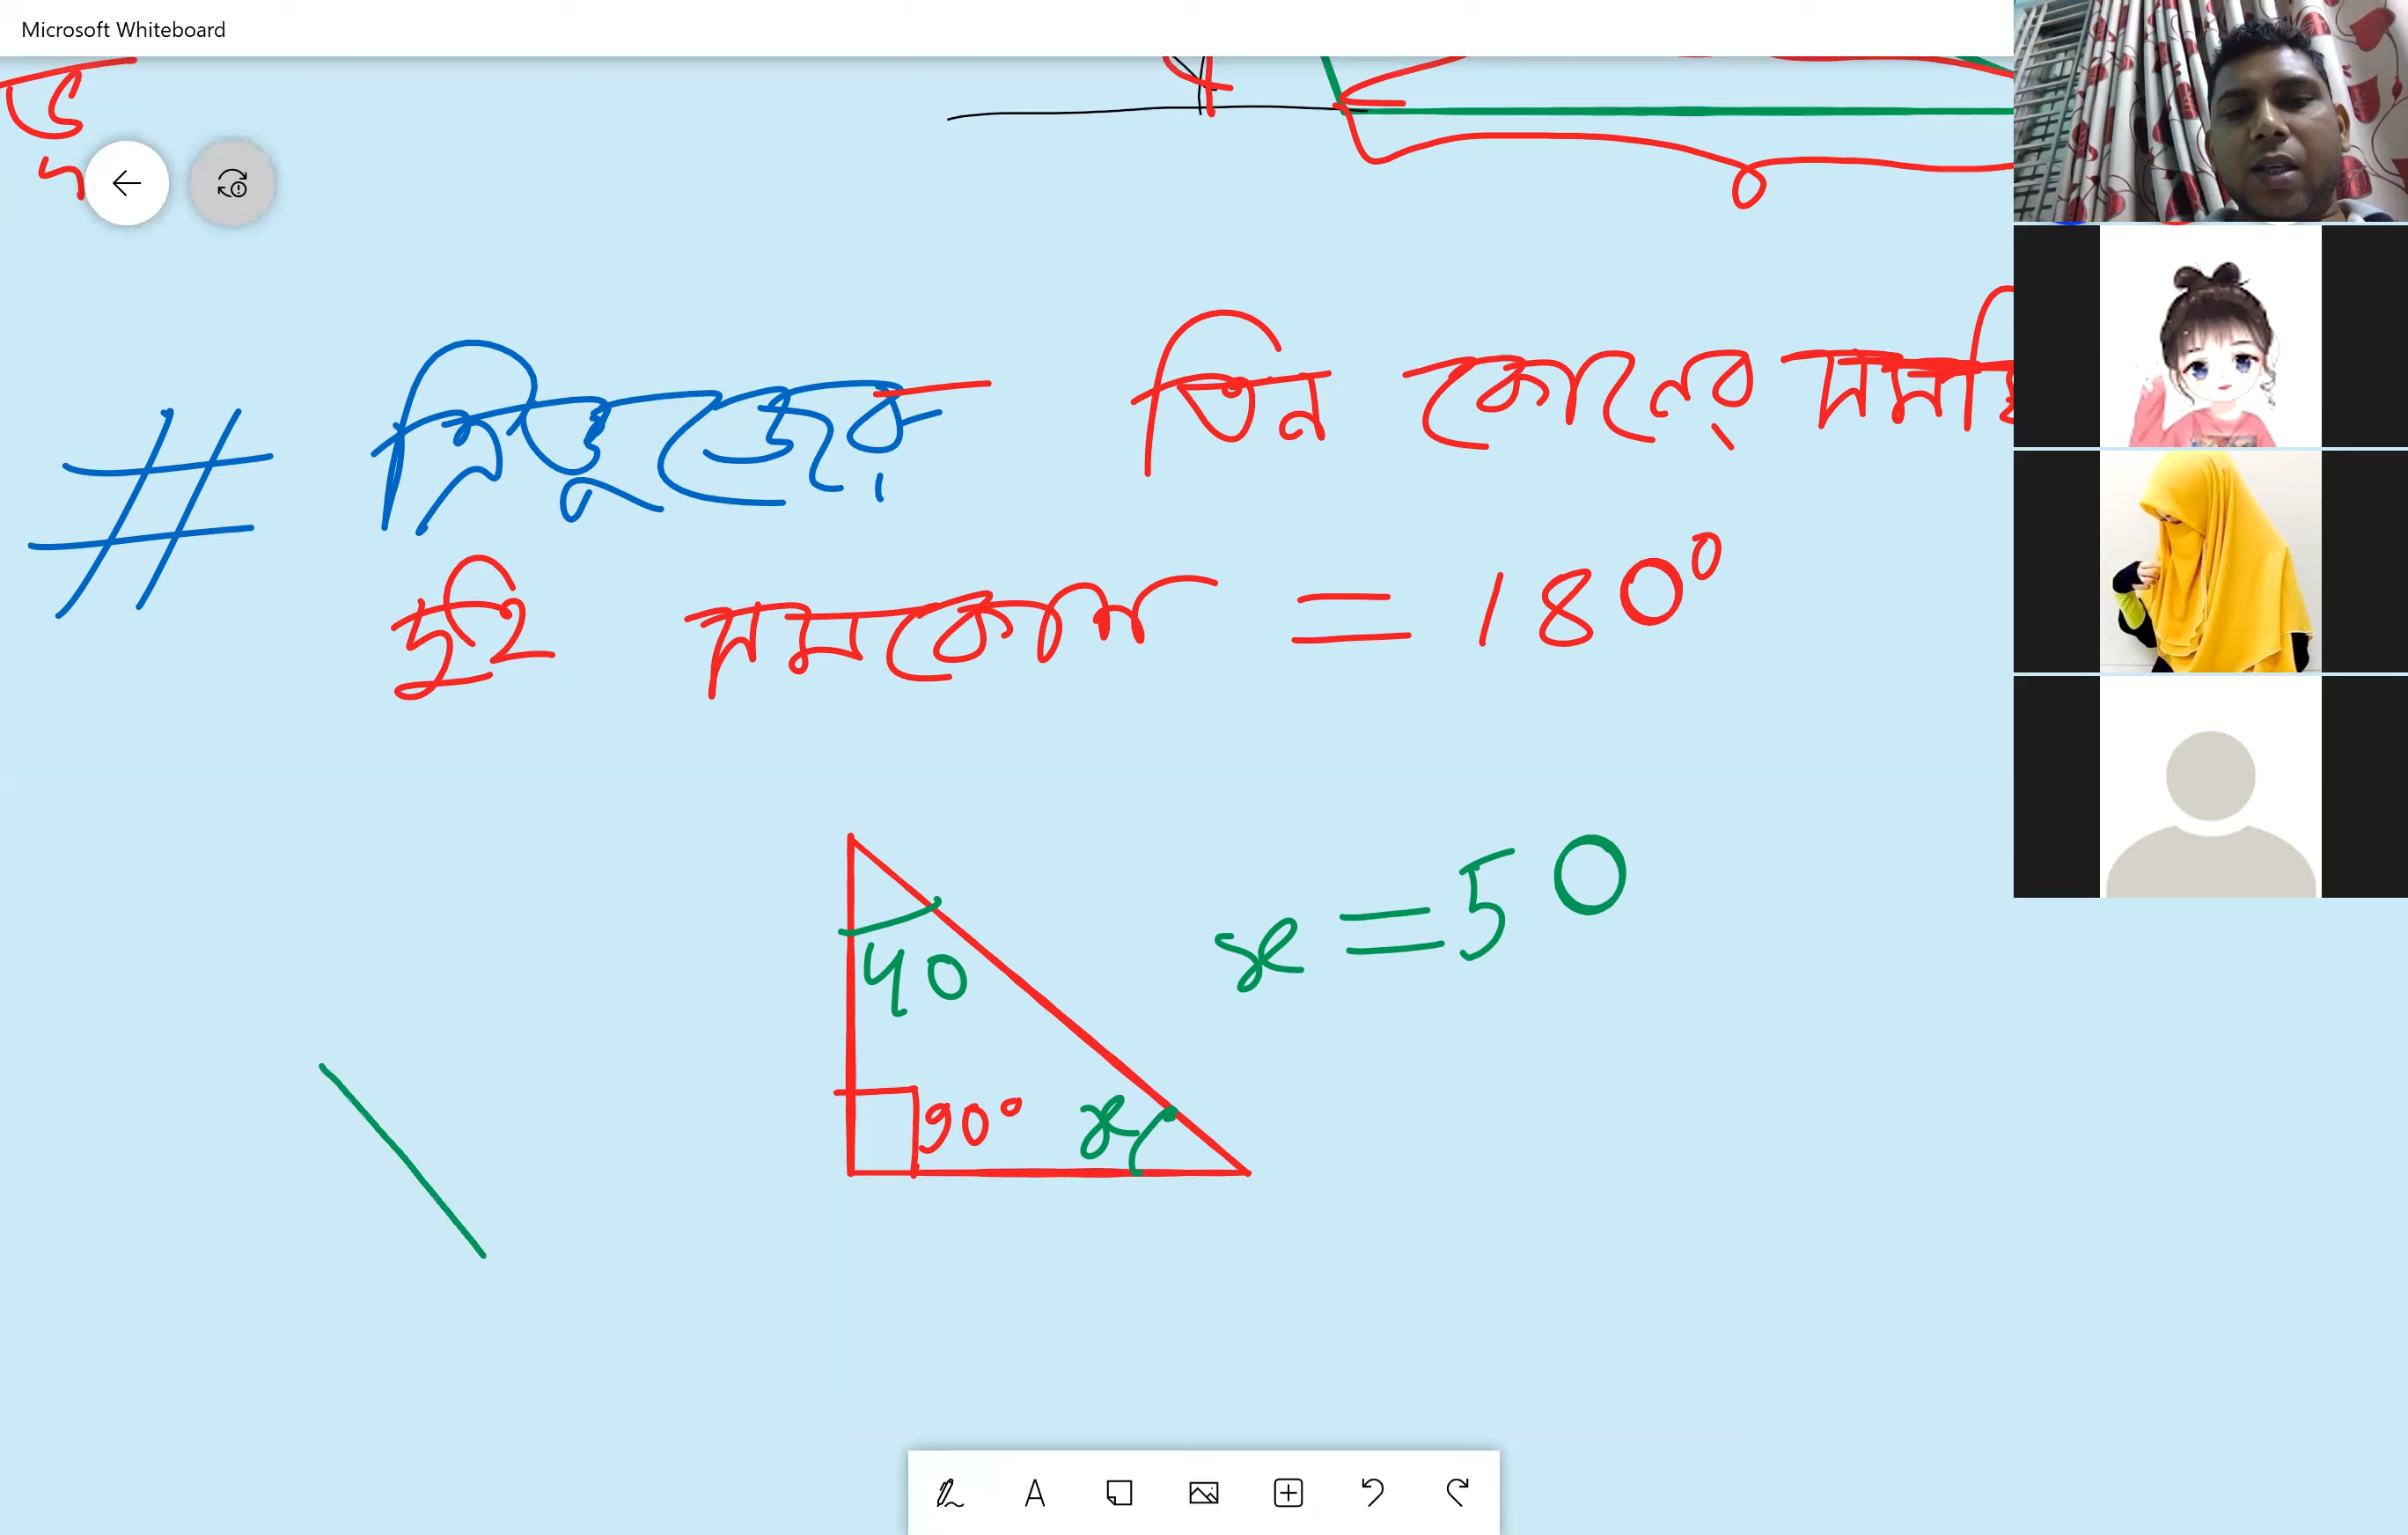 Microsoft Whiteboard
# ত্রিভুজের তিন কোনের সমষ্টি
দুই সমকোণ = 180°
x = 50
40
90° x